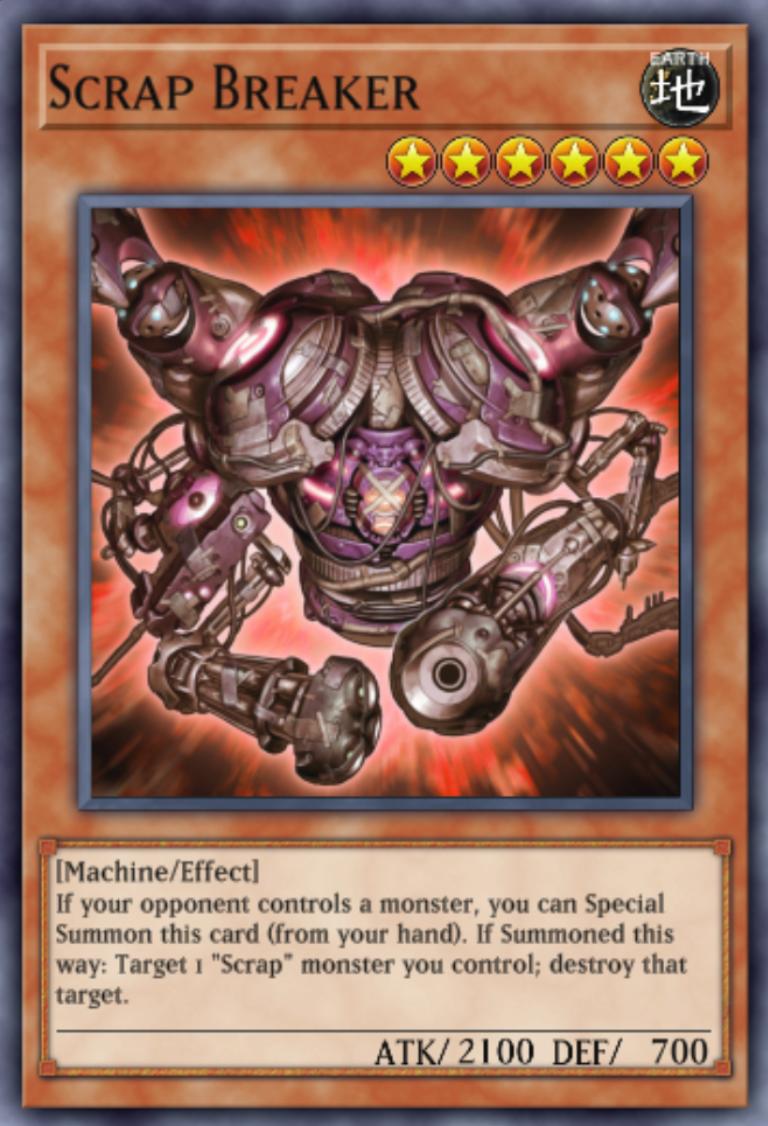 Scrap Breaker
EARTH
地
[Machine/Effect]
If your opponent controls a monster, you can Special
Summon this card (from your hand). If Summoned this
way: Target 1 "Scrap" monster you control; destroy that
target.
ATK/ 2100 DEF/ 700